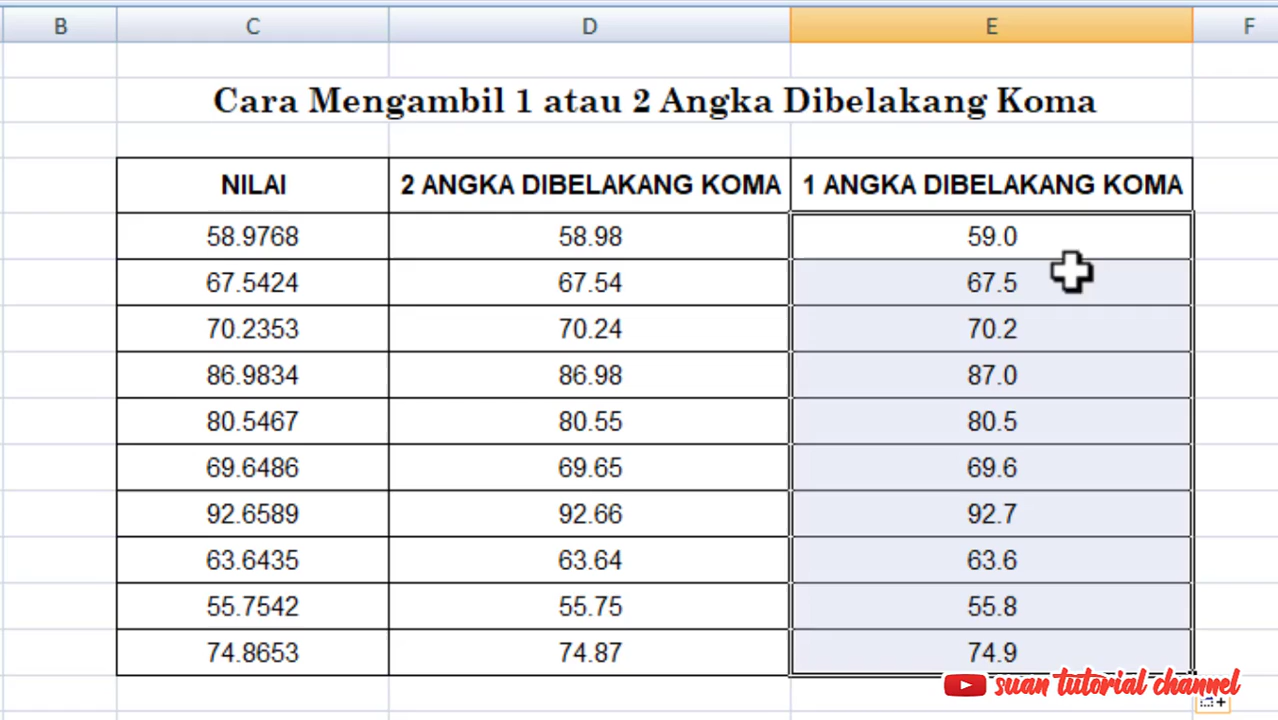 B C D E F
Cara Mengambil 1 atau 2 Angka Dibelakang Koma
NILAI 2 ANGKA DIBELAKANG KOMA 1 ANGKA DIBELAKANG KOMA
58.9768 58.98 59.0
67.5424 67.54 67.5
70.2353 70.24 70.2
86.9834 86.98 87.0
80.5467 80.55 80.5
69.6486 69.65 69.6
92.6589 92.66 92.7
63.6435 63.64 63.6
55.7542 55.75 55.8
74.8653 74.87 74.9
suan tutorial channel